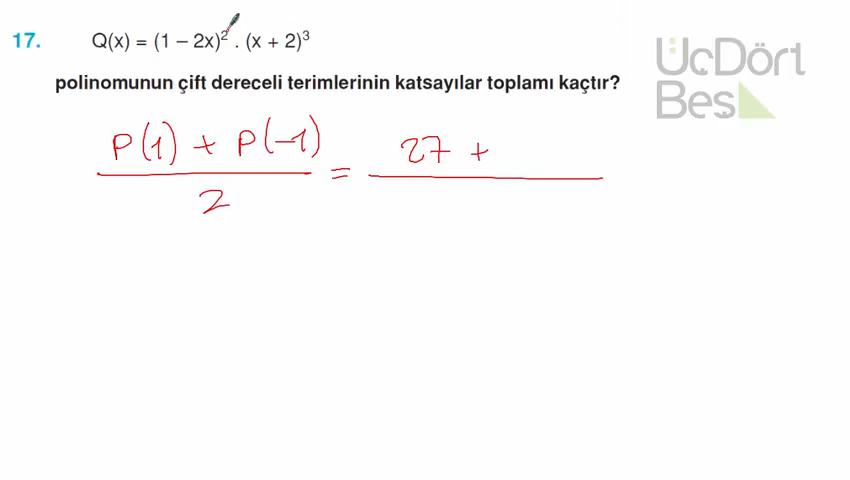 17. Q(x) = (1 – 2x)² . (x + 2)³
polinomunun çift dereceli terimlerinin katsayılar toplamı kaçtır?
ÜçDört
Beş
P(1) + P(-1) / 2 = 27 +